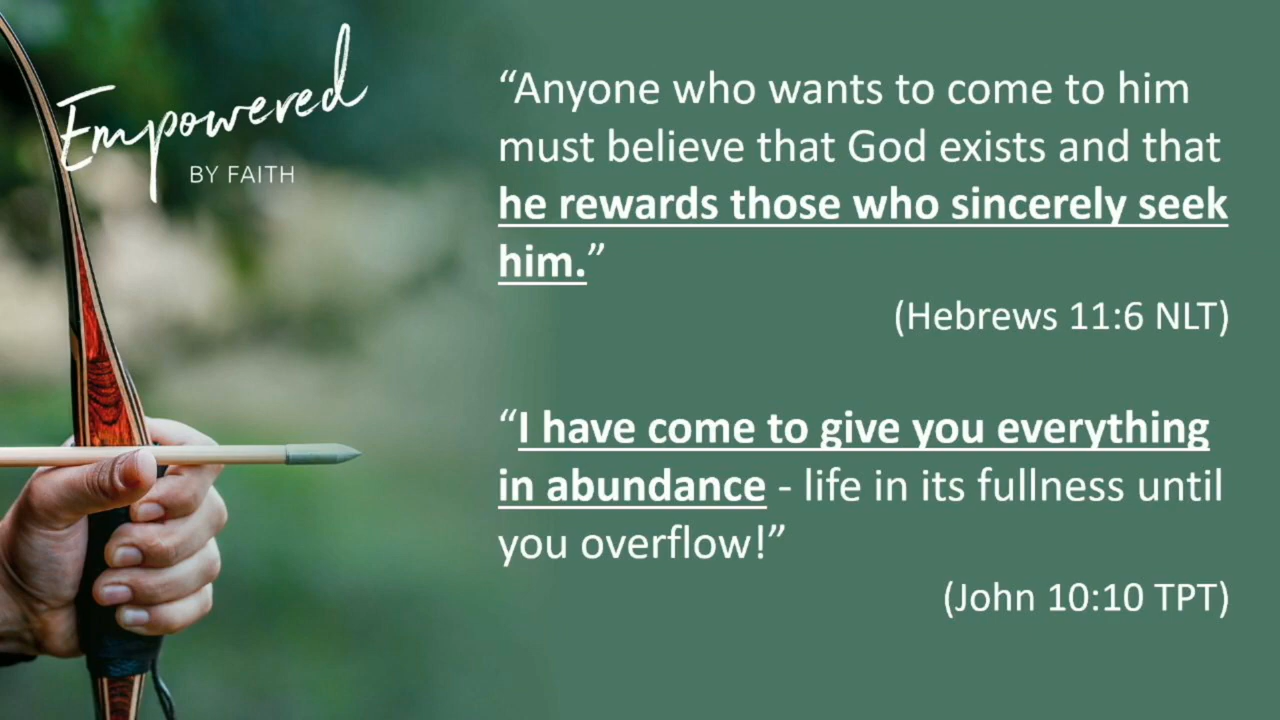 Empowered
BY FAITH
“Anyone who wants to come to him
must believe that God exists and that
he rewards those who sincerely seek
him.”
(Hebrews 11:6 NLT)
“I have come to give you everything
in abundance - life in its fullness until
you overflow!”
(John 10:10 TPT)